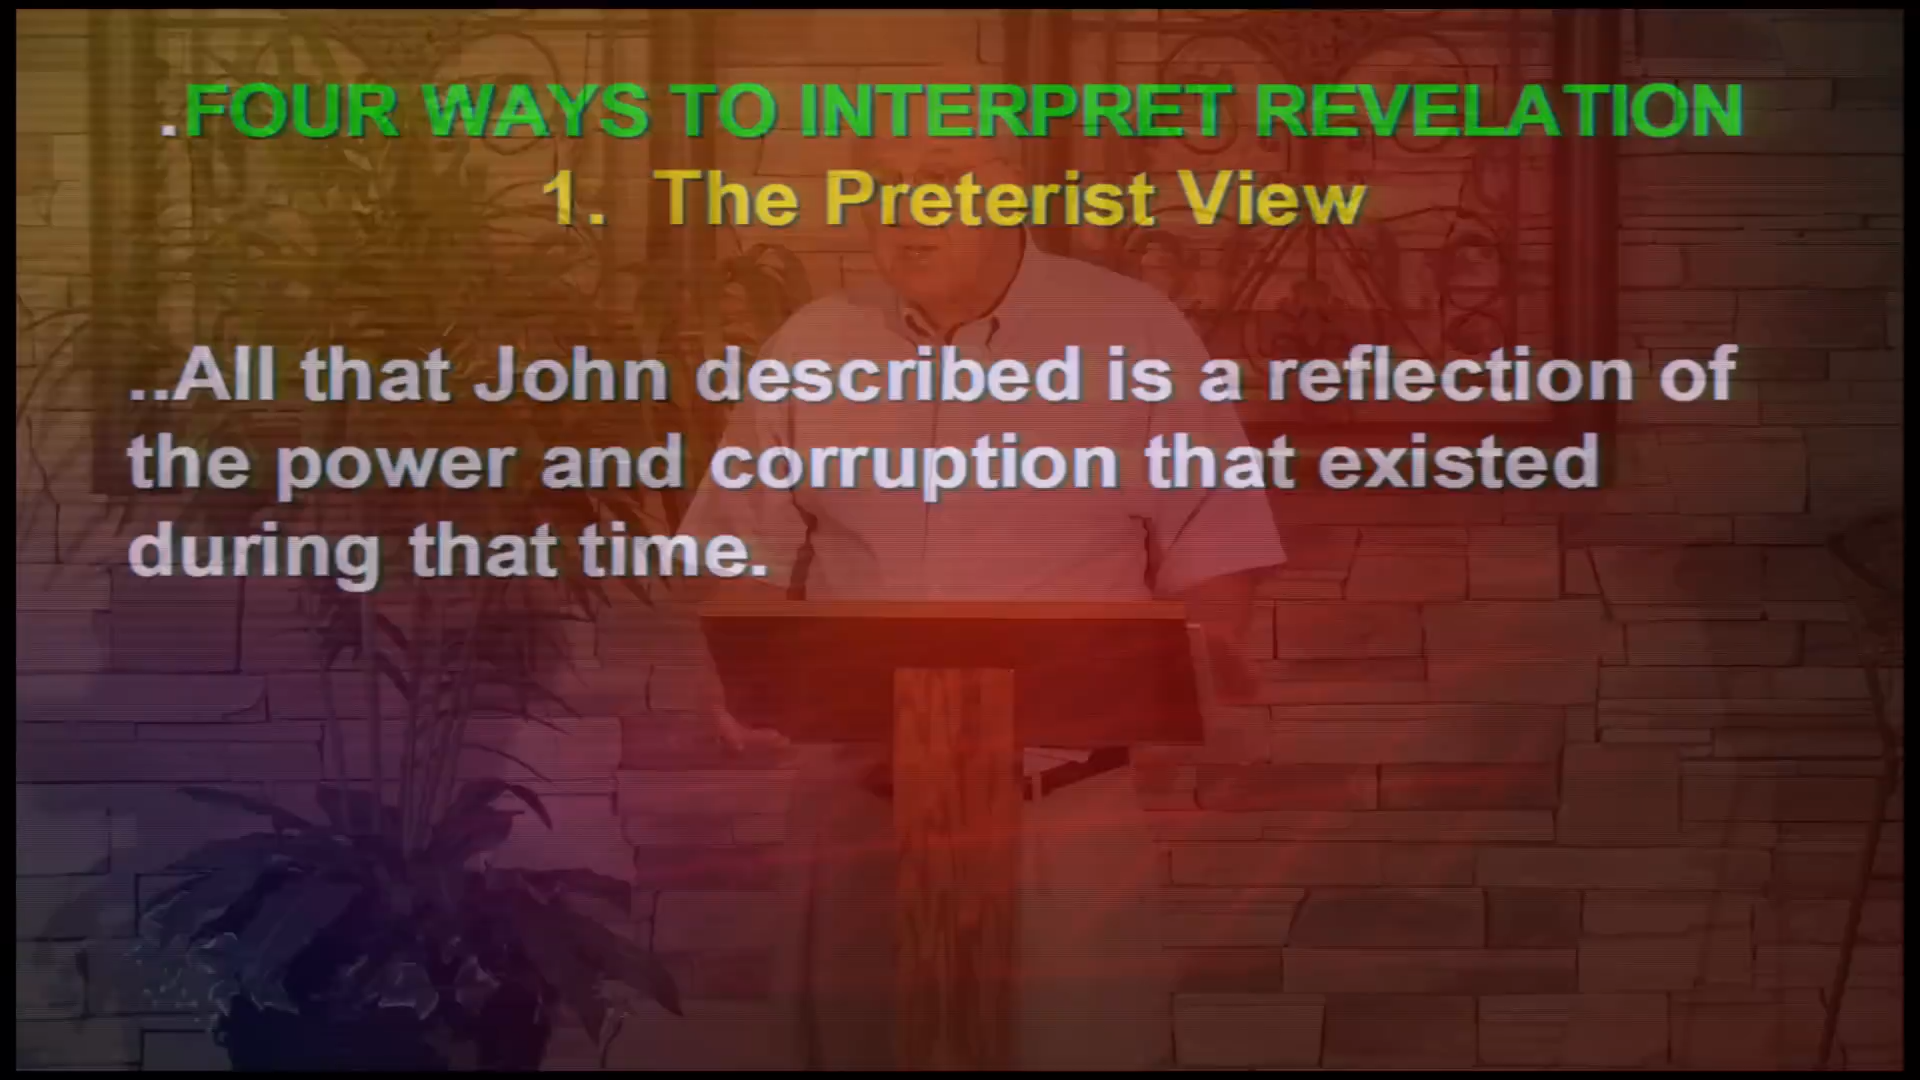 .FOUR WAYS TO INTERPRET REVELATION
1. The Preterist View
..All that John described is a reflection of
the power and corruption that existed
during that time.